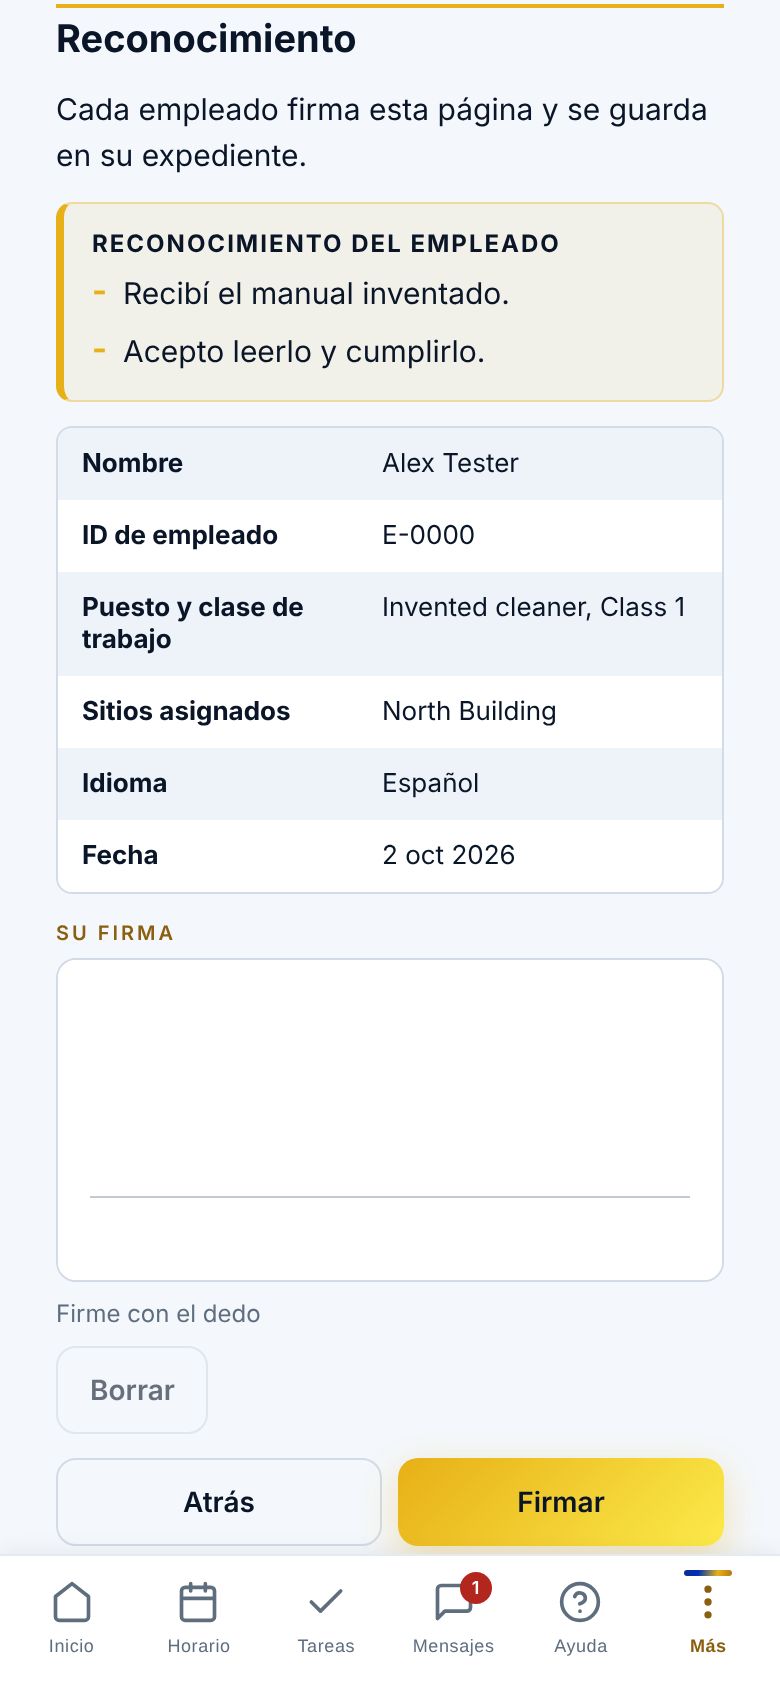 Reconocimiento
Cada empleado firma esta página y se guarda
en su expediente.
RECONOCIMIENTO DEL EMPLEADO
- Recibí el manual inventado.
- Acepto leerlo y cumplirlo.
Nombre Alex Tester
ID de empleado E-0000
Puesto y clase de Invented cleaner, Class 1
trabajo
Sitios asignados North Building
Idioma Español
Fecha 2 oct 2026
SU FIRMA
Firme con el dedo
Borrar
Atrás Firmar
1
Inicio Horario Tareas Mensajes Ayuda Más